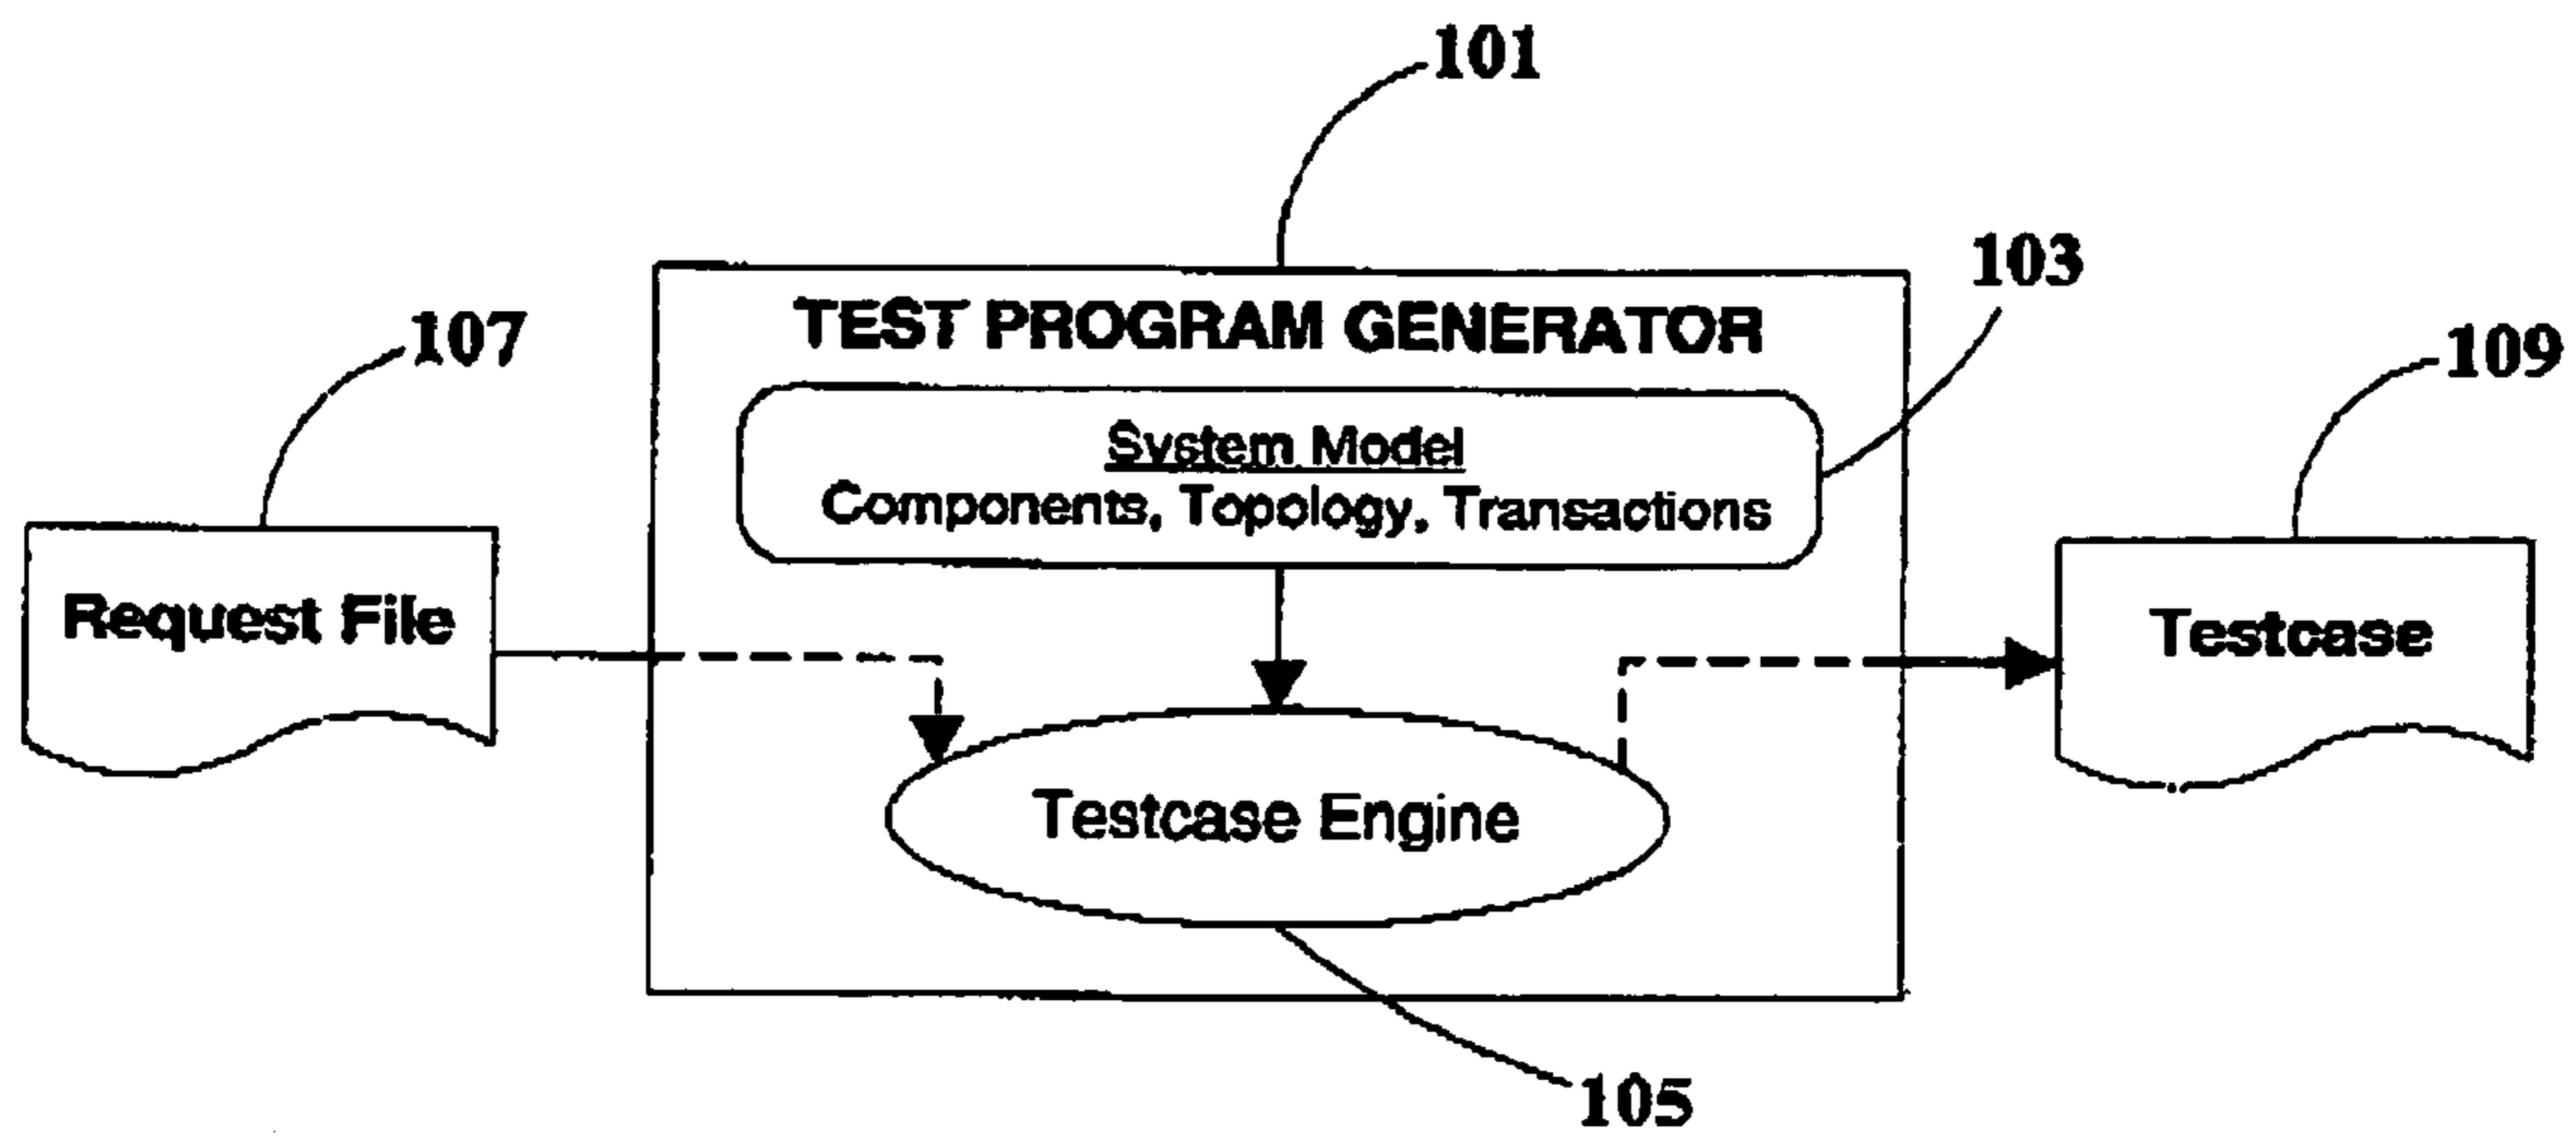 101
103
107
109
TEST PROGRAM GENERATOR
System Model
Components, Topology, Transactions
Request File
Testcase
Testcase Engine
105